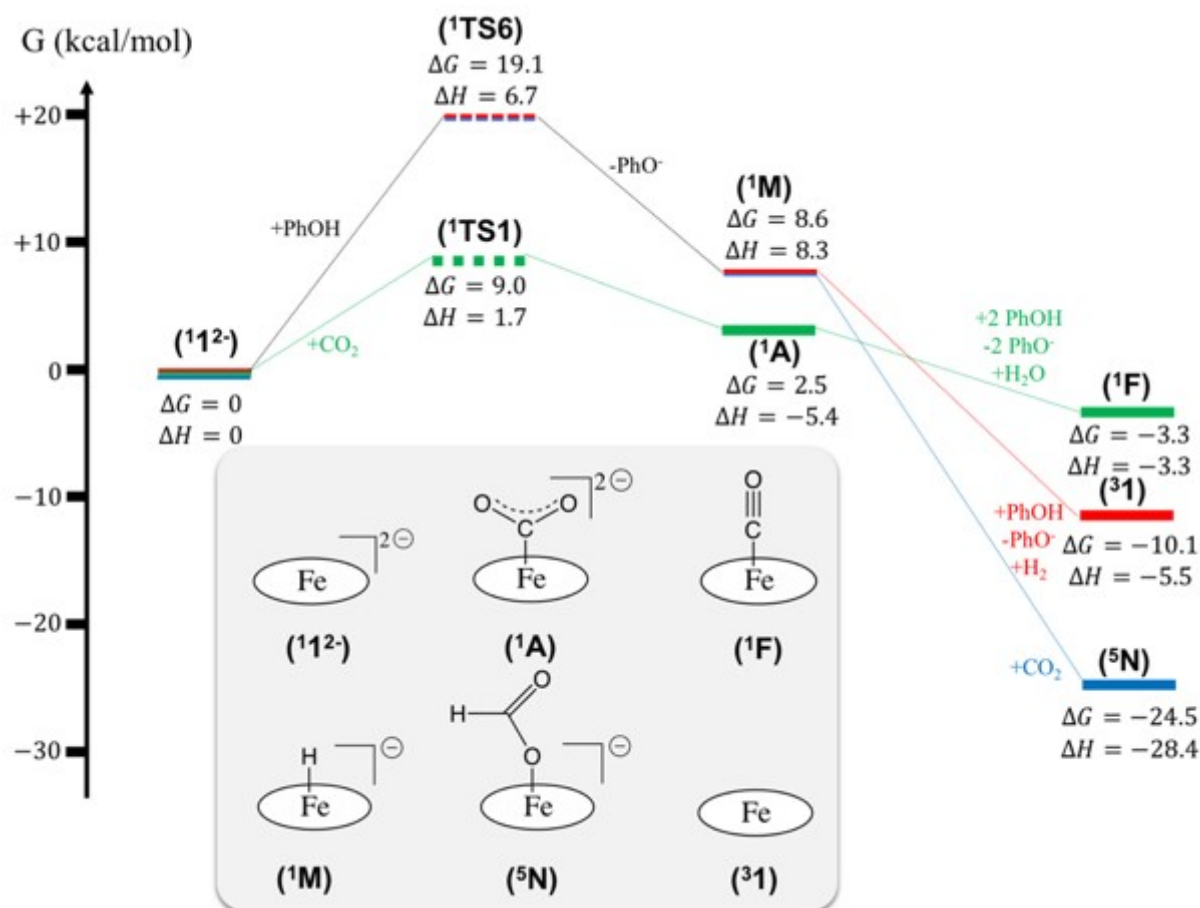 G (kcal/mol)
+20
+10
0
−10
−20
−30
(¹TS6)
ΔG = 19.1
ΔH = 6.7
+PhOH
-PhO⁻
(¹TS1)
ΔG = 9.0
ΔH = 1.7
+CO₂
(¹1²⁻)
ΔG = 0
ΔH = 0
(¹M)
ΔG = 8.6
ΔH = 8.3
(¹A)
ΔG = 2.5
ΔH = −5.4
+2 PhOH
-2 PhO⁻
+H₂O
(¹F)
ΔG = −3.3
ΔH = −3.3
(³1)
+PhOH
-PhO⁻
+H₂
ΔG = −10.1
ΔH = −5.5
+CO₂
(⁵N)
ΔG = −24.5
ΔH = −28.4
Fe
2⊖
(¹1²⁻)
O
O
2⊖
C
Fe
(¹A)
O
C
Fe
(¹F)
H
⊖
Fe
(¹M)
O
H
O
⊖
Fe
(⁵N)
Fe
(³1)